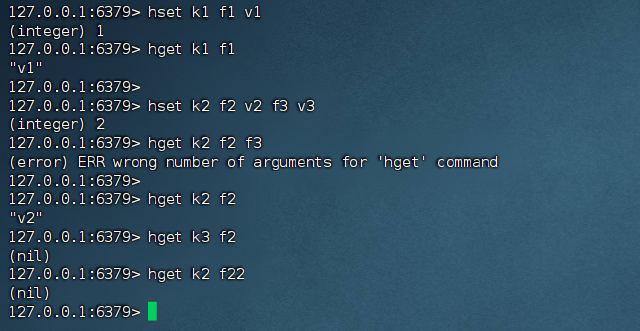 127.0.0.1:6379> hset k1 f1 v1
(integer) 1
127.0.0.1:6379> hget k1 f1
"v1"
127.0.0.1:6379>
127.0.0.1:6379> hset k2 f2 v2 f3 v3
(integer) 2
127.0.0.1:6379> hget k2 f2 f3
(error) ERR wrong number of arguments for 'hget' command
127.0.0.1:6379>
127.0.0.1:6379> hget k2 f2
"v2"
127.0.0.1:6379> hget k3 f2
(nil)
127.0.0.1:6379> hget k2 f22
(nil)
127.0.0.1:6379>